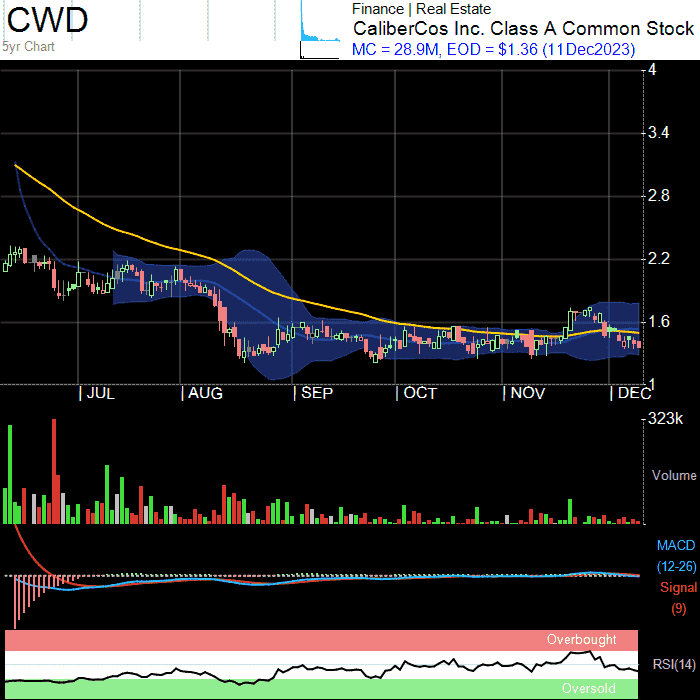 CWD
5yr Chart
Finance | Real Estate
CaliberCos Inc. Class A Common Stock
MC = 28.9M, EOD = $1.36 (11Dec2023)
4
3.4
2.8
2.2
1.6
1
JUL AUG SEP OCT NOV DEC
323k
Volume
MACD
(12-26)
Signal
(9)
Overbought
RSI(14)
Oversold